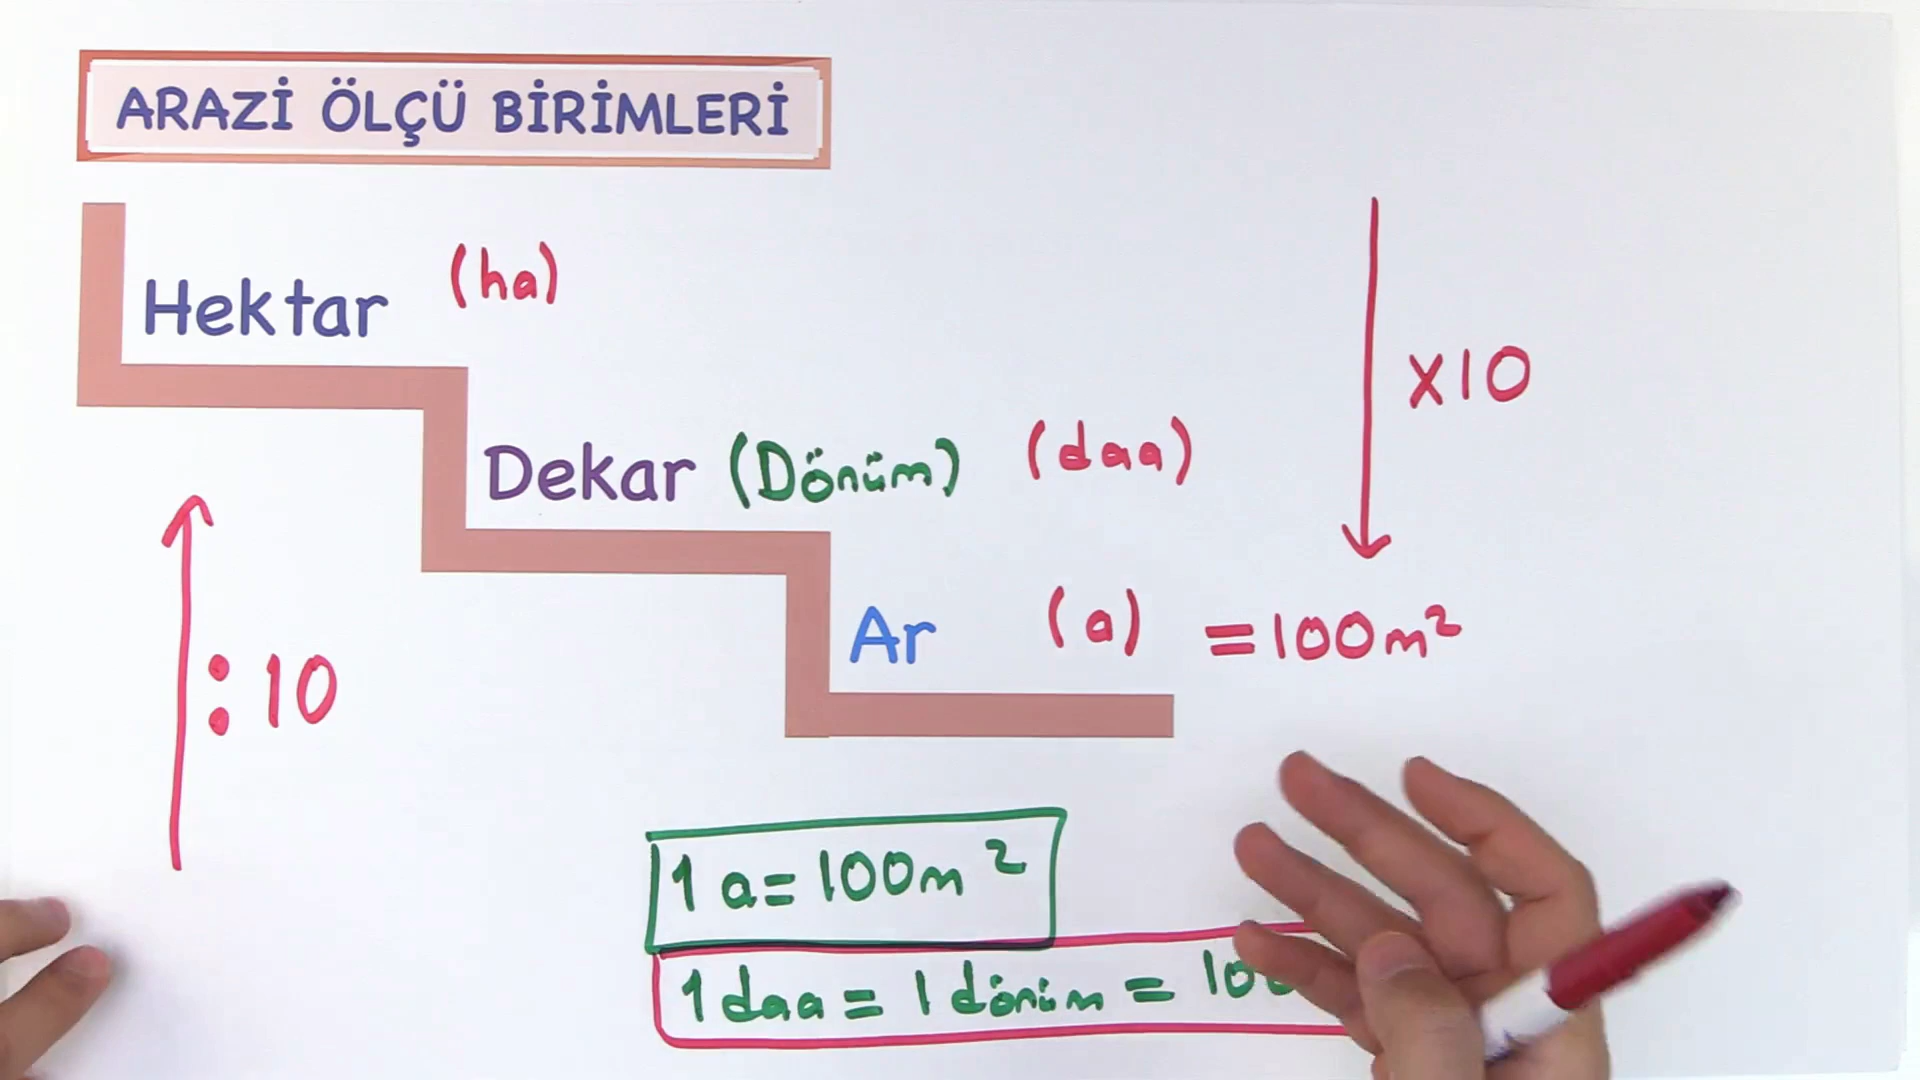 ARAZİ ÖLÇÜ BİRİMLERİ
Hektar (ha)
x10
Dekar (Dönüm) (daa)
Ar (a) = 100m²
: 10
1 a = 100m²
1 daa = 1 dönüm =